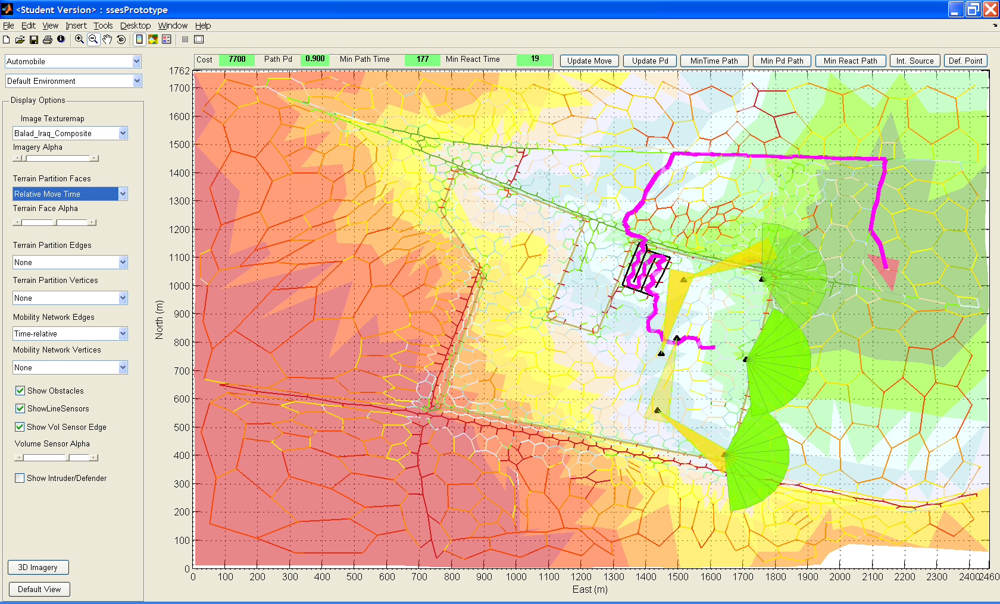 <Student Version> : ssesPrototype
File Edit View Insert Tools Desktop Window Help
Automobile
Default Environment
Display Options
Image Texturemap
Balad_Iraq_Composite
Imagery Alpha
Terrain Partition Faces
Relative Move Time
Terrain Face Alpha
Terrain Partition Edges
None
Terrain Partition Vertices
None
Mobility Network Edges
Time-relative
Mobility Network Vertices
None
Show Obstacles
ShowLineSensors
Show Vol Sensor Edge
Volume Sensor Alpha
Show Intruder/Defender
3D Imagery
Default View
Cost 7700 Path Pd 0.900 Min Path Time 177 Min React Time 19
Update Move Update Pd MinTime Path Min Pd Path Min React Path Int. Source Def. Point
1762
1700
1600
1500
1400
1300
1200
1100
1000
900
800
700
600
500
400
300
200
100
0
North (m)
0 100 200 300 400 500 600 700 800 900 1000 1100 1200 1300 1400 1500 1600 1700 1800 1900 2000 2100 2200 2300 2400 2460
East (m)